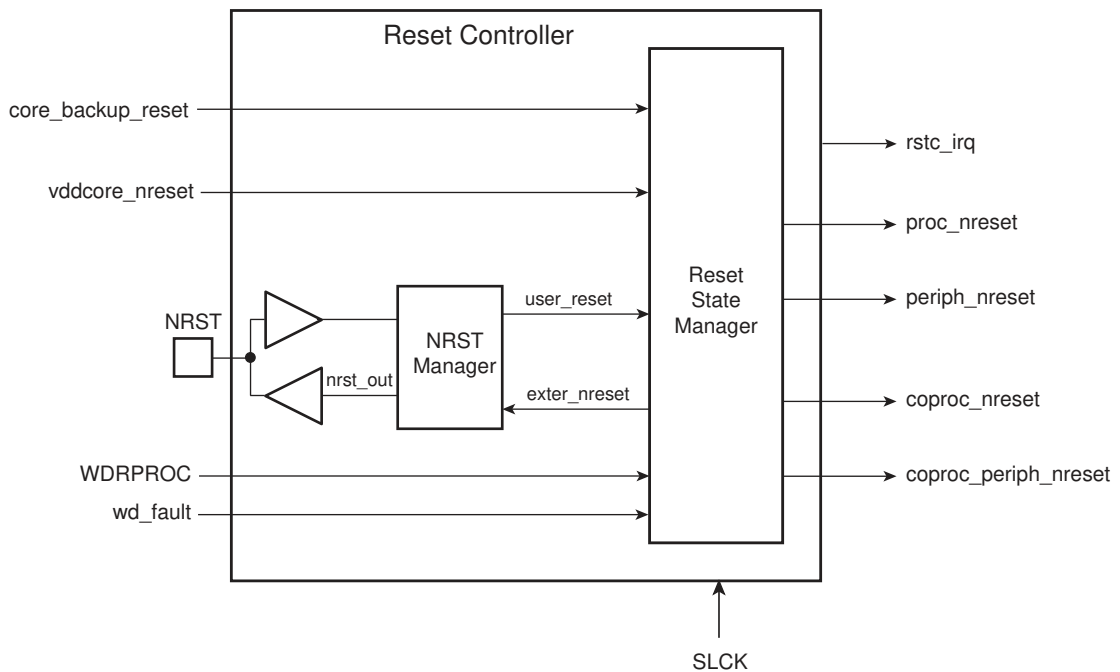 Reset Controller
core_backup_reset
rstc_irq
vddcore_nreset
proc_nreset
Reset
State
Manager
periph_nreset
user_reset
NRST
NRST
Manager
nrst_out
exter_nreset
coproc_nreset
WDRPROC
coproc_periph_nreset
wd_fault
SLCK